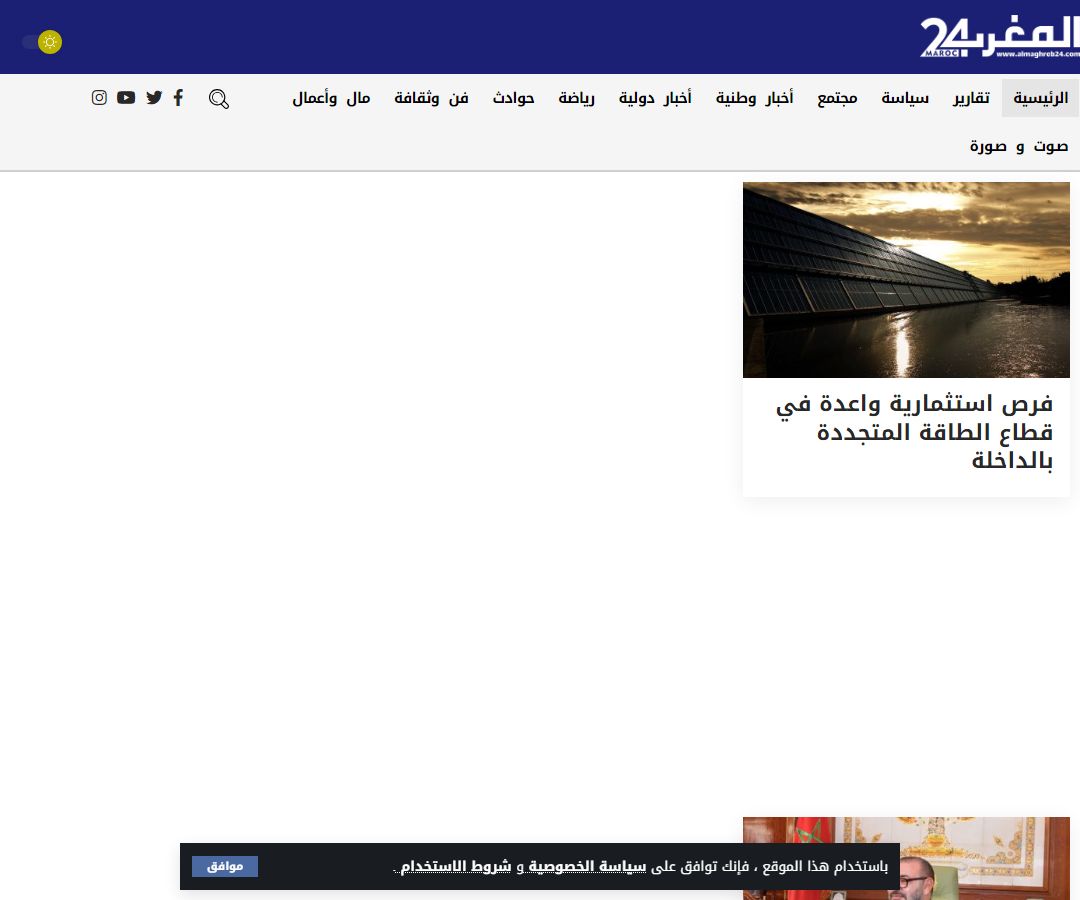 المغرب24
MAROC
www.almaghreb24.com
الرئيسية تقارير سياسة مجتمع أخبار وطنية أخبار دولية رياضة حوادث فن وثقافة مال وأعمال
صوت و صورة
فرص استثمارية واعدة في
قطاع الطاقة المتجددة
بالداخلة
باستخدام هذا الموقع ، فإنك توافق على سياسة الخصوصية و شروط الاستخدام .
موافق